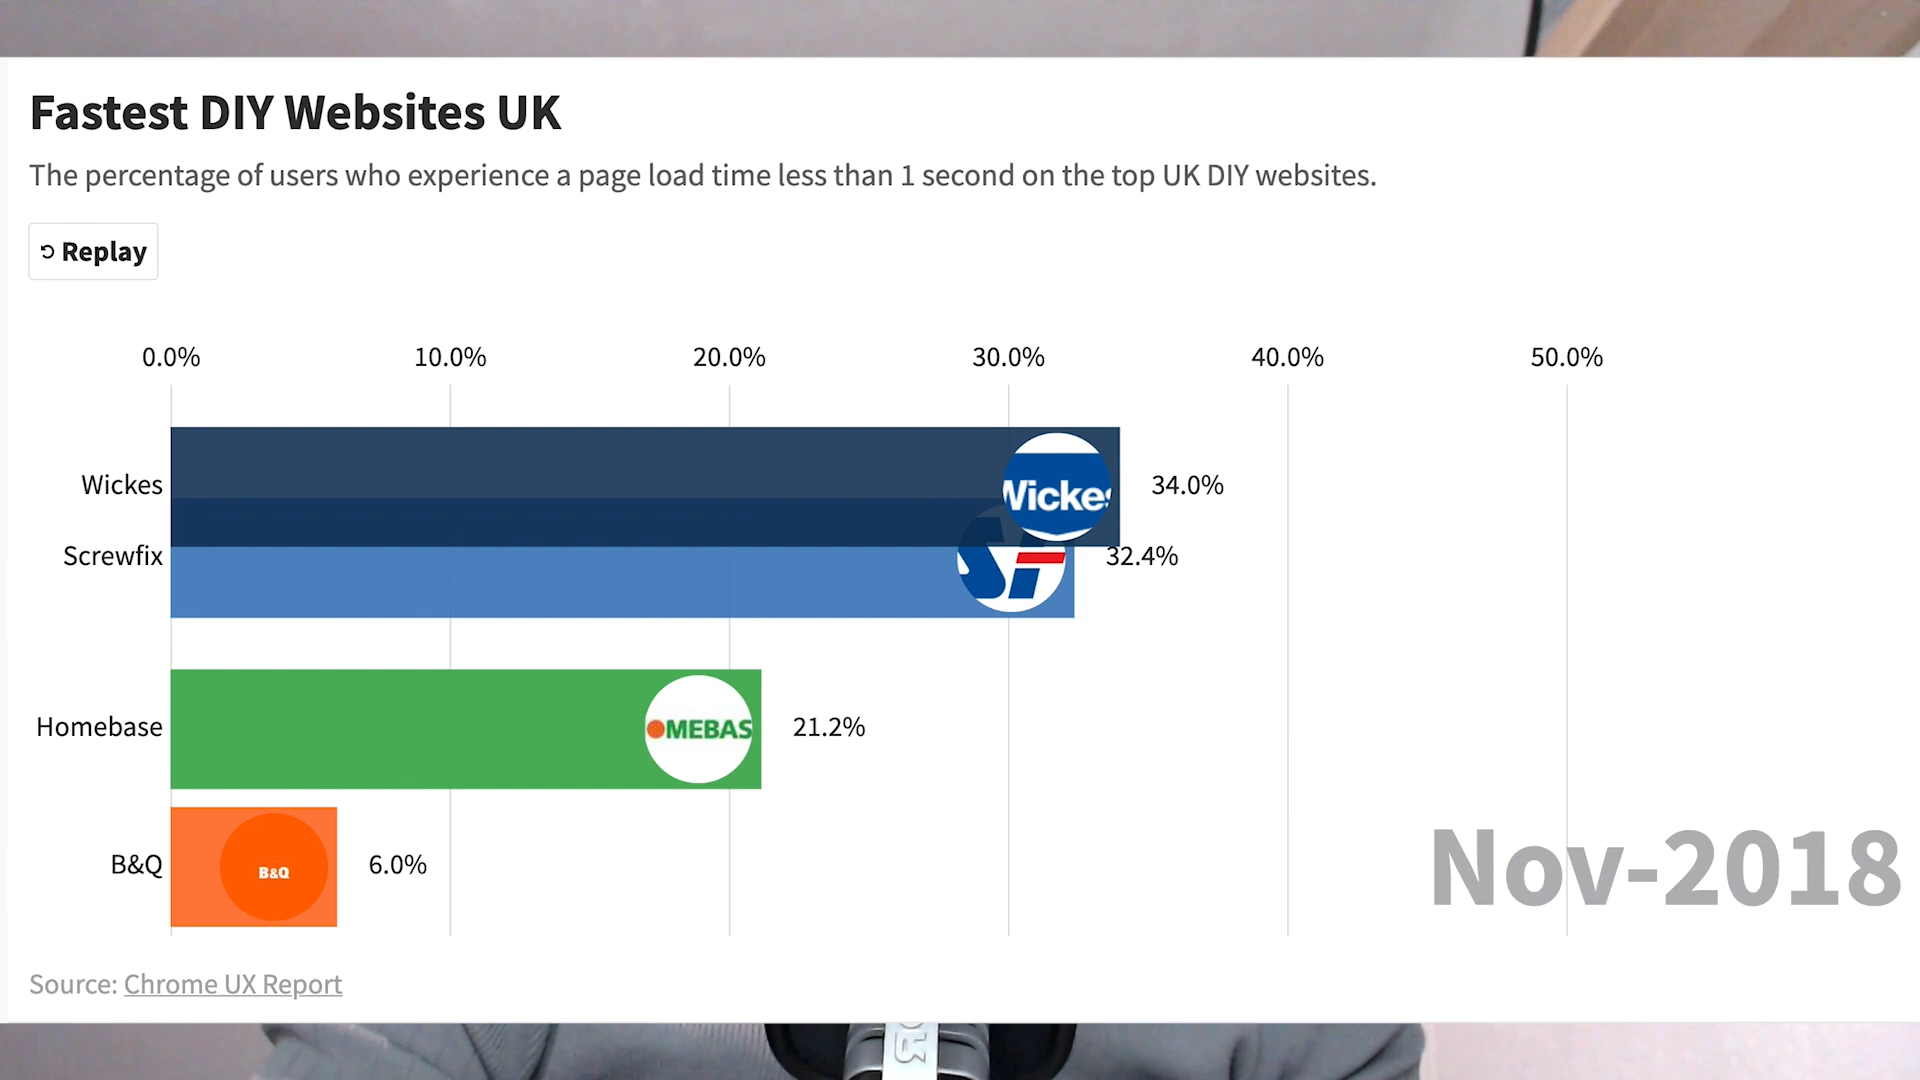 Fastest DIY Websites UK
The percentage of users who experience a page load time less than 1 second on the top UK DIY websites.
Replay
0.0% 10.0% 20.0% 30.0% 40.0% 50.0%
Wickes Wickes 34.0%
Screwfix SF 32.4%
Homebase MEBAS 21.2%
B&Q B&Q 6.0%
Nov-2018
Source: Chrome UX Report